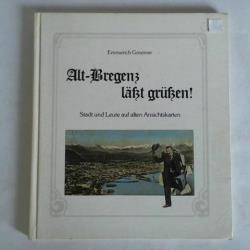 Emmerich Gmeiner
Alt-Bregenz
läßt grüßen!
Stadt und Leute auf alten Ansichtskarten